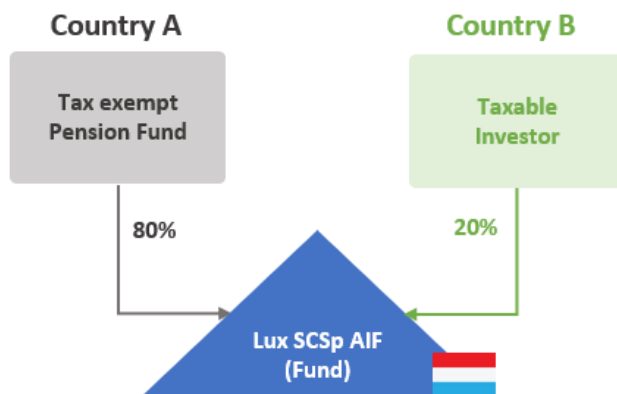 Country A
Country B
Tax exempt
Pension Fund
Taxable
Investor
80%
20%
Lux SCSp AIF
(Fund)